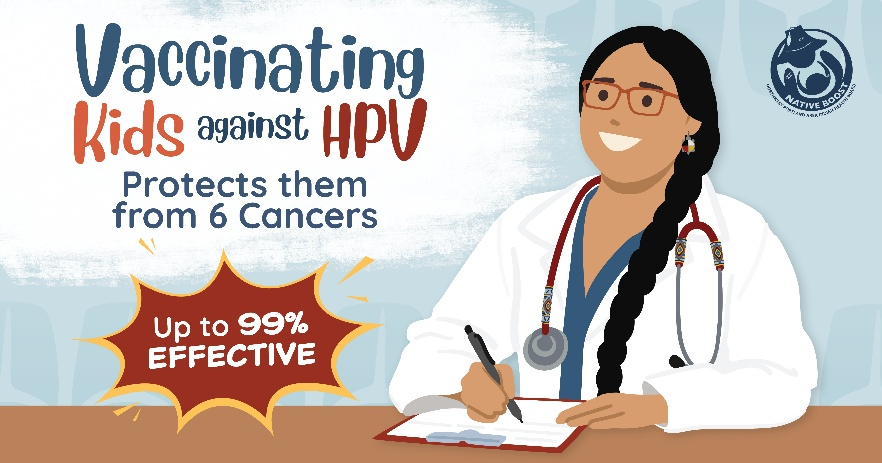 Vaccinating
Kids against HPV
Protects them
from 6 Cancers
Up to 99%
EFFECTIVE
NATIVE BOOST